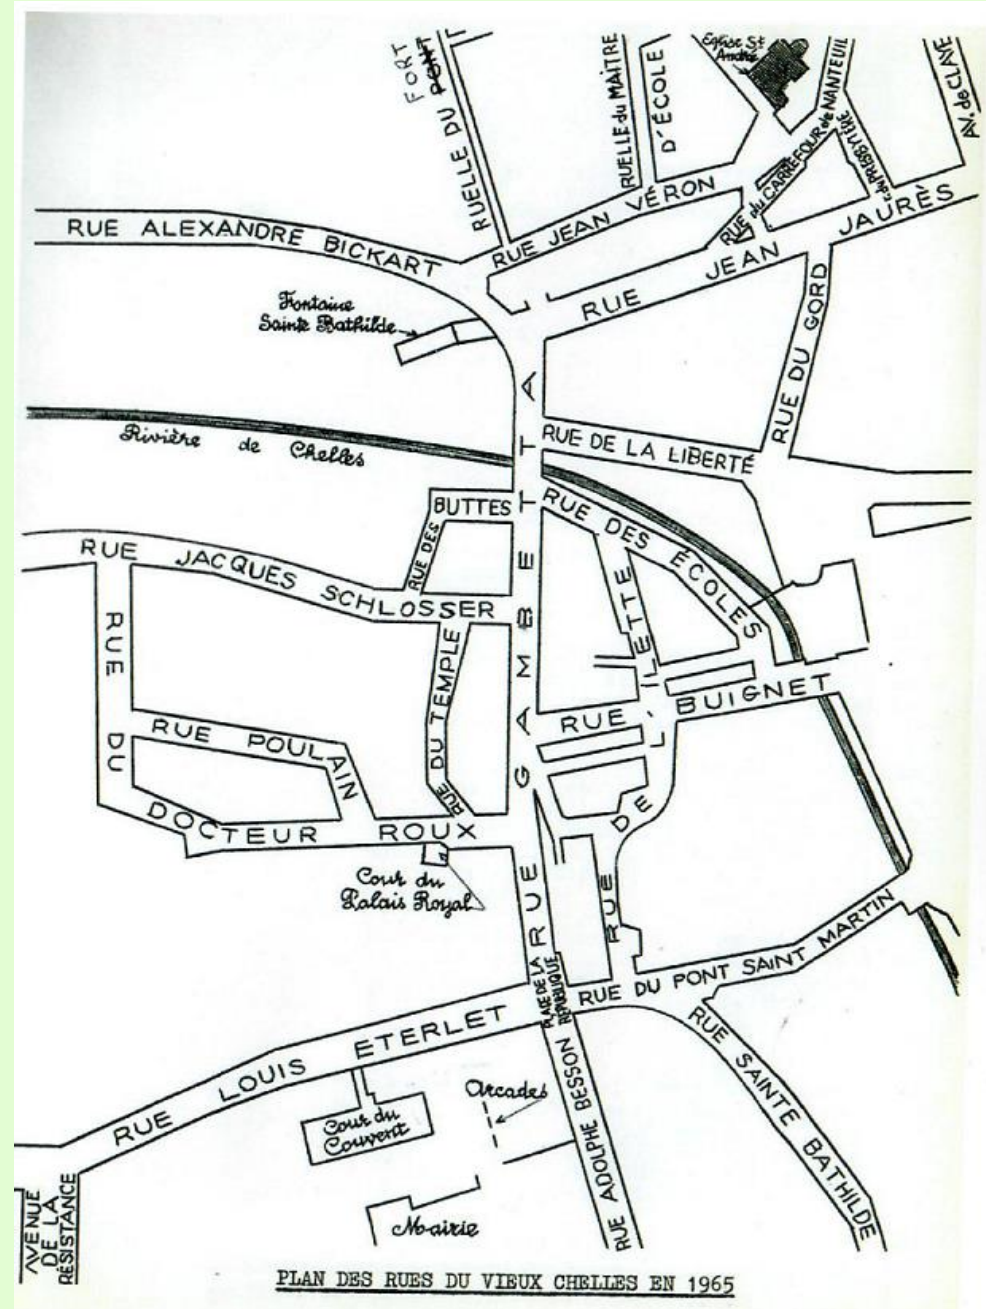 FORT
RUELLE DU PONT
RUELLE du MAÎTRE
D'ÉCOLE
Eglise St
André
RUE du CARREFOUR de NANTEUIL
R. du PRESBYTÈRE
AV. de CLAYE
RUE ALEXANDRE BICKART
RUE JEAN VÉRON
RUE JEAN JAURÈS
Fontaine
Sainte Bathilde
RUE DU GORD
Rivière de Chelles
RUE DE LA LIBERTÉ
RUE GAMBETTA
RUE DES BUTTES
RUE DES ÉCOLES
RUE JACQUES SCHLOSSER
RUE DE L'ILETTE
RUE DU TEMPLE
RUE BUIGNET
RUE POULAIN
RUE DU DOCTEUR ROUX
Cour du
Palais Royal
PLACE DE LA
RÉPUBLIQUE
RUE DU PONT SAINT MARTIN
RUE LOUIS ETERLET
RUE SAINTE BATHILDE
RUE ADOLPHE BESSON
Arcades
Cour du
Couvent
Mairie
AVENUE
DE LA
RÉSISTANCE
PLAN DES RUES DU VIEUX CHELLES EN 1965